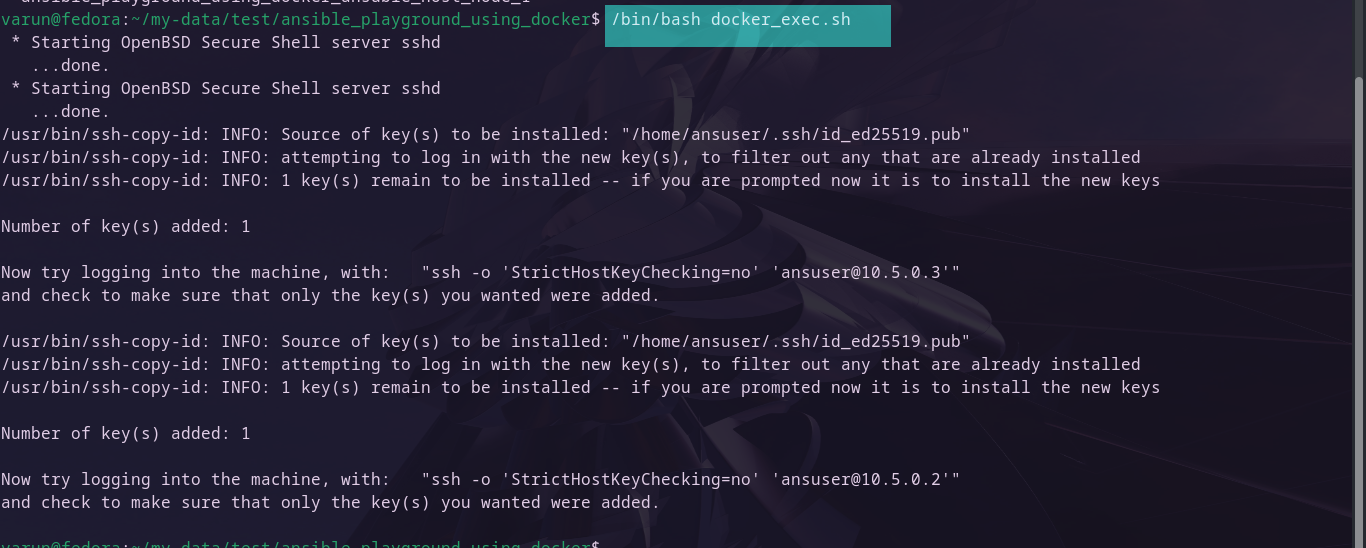 ansible_playground_using_docker_ansible_host_node_1
varun@fedora:~/my-data/test/ansible_playground_using_docker$ /bin/bash docker_exec.sh
 * Starting OpenBSD Secure Shell server sshd
   ...done.
 * Starting OpenBSD Secure Shell server sshd
   ...done.
/usr/bin/ssh-copy-id: INFO: Source of key(s) to be installed: "/home/ansuser/.ssh/id_ed25519.pub"
/usr/bin/ssh-copy-id: INFO: attempting to log in with the new key(s), to filter out any that are already installed
/usr/bin/ssh-copy-id: INFO: 1 key(s) remain to be installed -- if you are prompted now it is to install the new keys
Number of key(s) added: 1
Now try logging into the machine, with:   "ssh -o 'StrictHostKeyChecking=no' 'ansuser@10.5.0.3'"
and check to make sure that only the key(s) you wanted were added.
/usr/bin/ssh-copy-id: INFO: Source of key(s) to be installed: "/home/ansuser/.ssh/id_ed25519.pub"
/usr/bin/ssh-copy-id: INFO: attempting to log in with the new key(s), to filter out any that are already installed
/usr/bin/ssh-copy-id: INFO: 1 key(s) remain to be installed -- if you are prompted now it is to install the new keys
Number of key(s) added: 1
Now try logging into the machine, with:   "ssh -o 'StrictHostKeyChecking=no' 'ansuser@10.5.0.2'"
and check to make sure that only the key(s) you wanted were added.
varun@fedora:~/my-data/test/ansible_playground_using_docker$